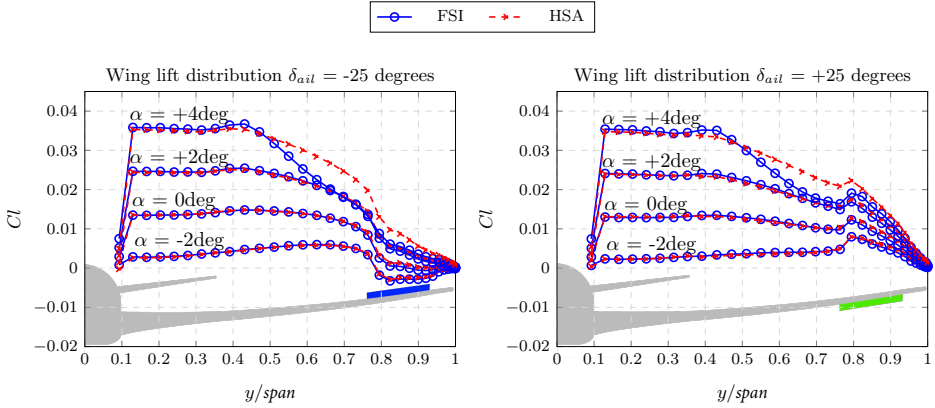 FSI HSA
Wing lift distribution δ_ail = -25 degrees
0.04
0.03
0.02
0.01
0
−0.01
−0.02
Cl
α = +4deg
α = +2deg
α = 0deg
α = -2deg
0 0.1 0.2 0.3 0.4 0.5 0.6 0.7 0.8 0.9 1
y/span
Wing lift distribution δ_ail = +25 degrees
0.04
0.03
0.02
0.01
0
−0.01
−0.02
Cl
α = +4deg
α = +2deg
α = 0deg
α = -2deg
0 0.1 0.2 0.3 0.4 0.5 0.6 0.7 0.8 0.9 1
y/span